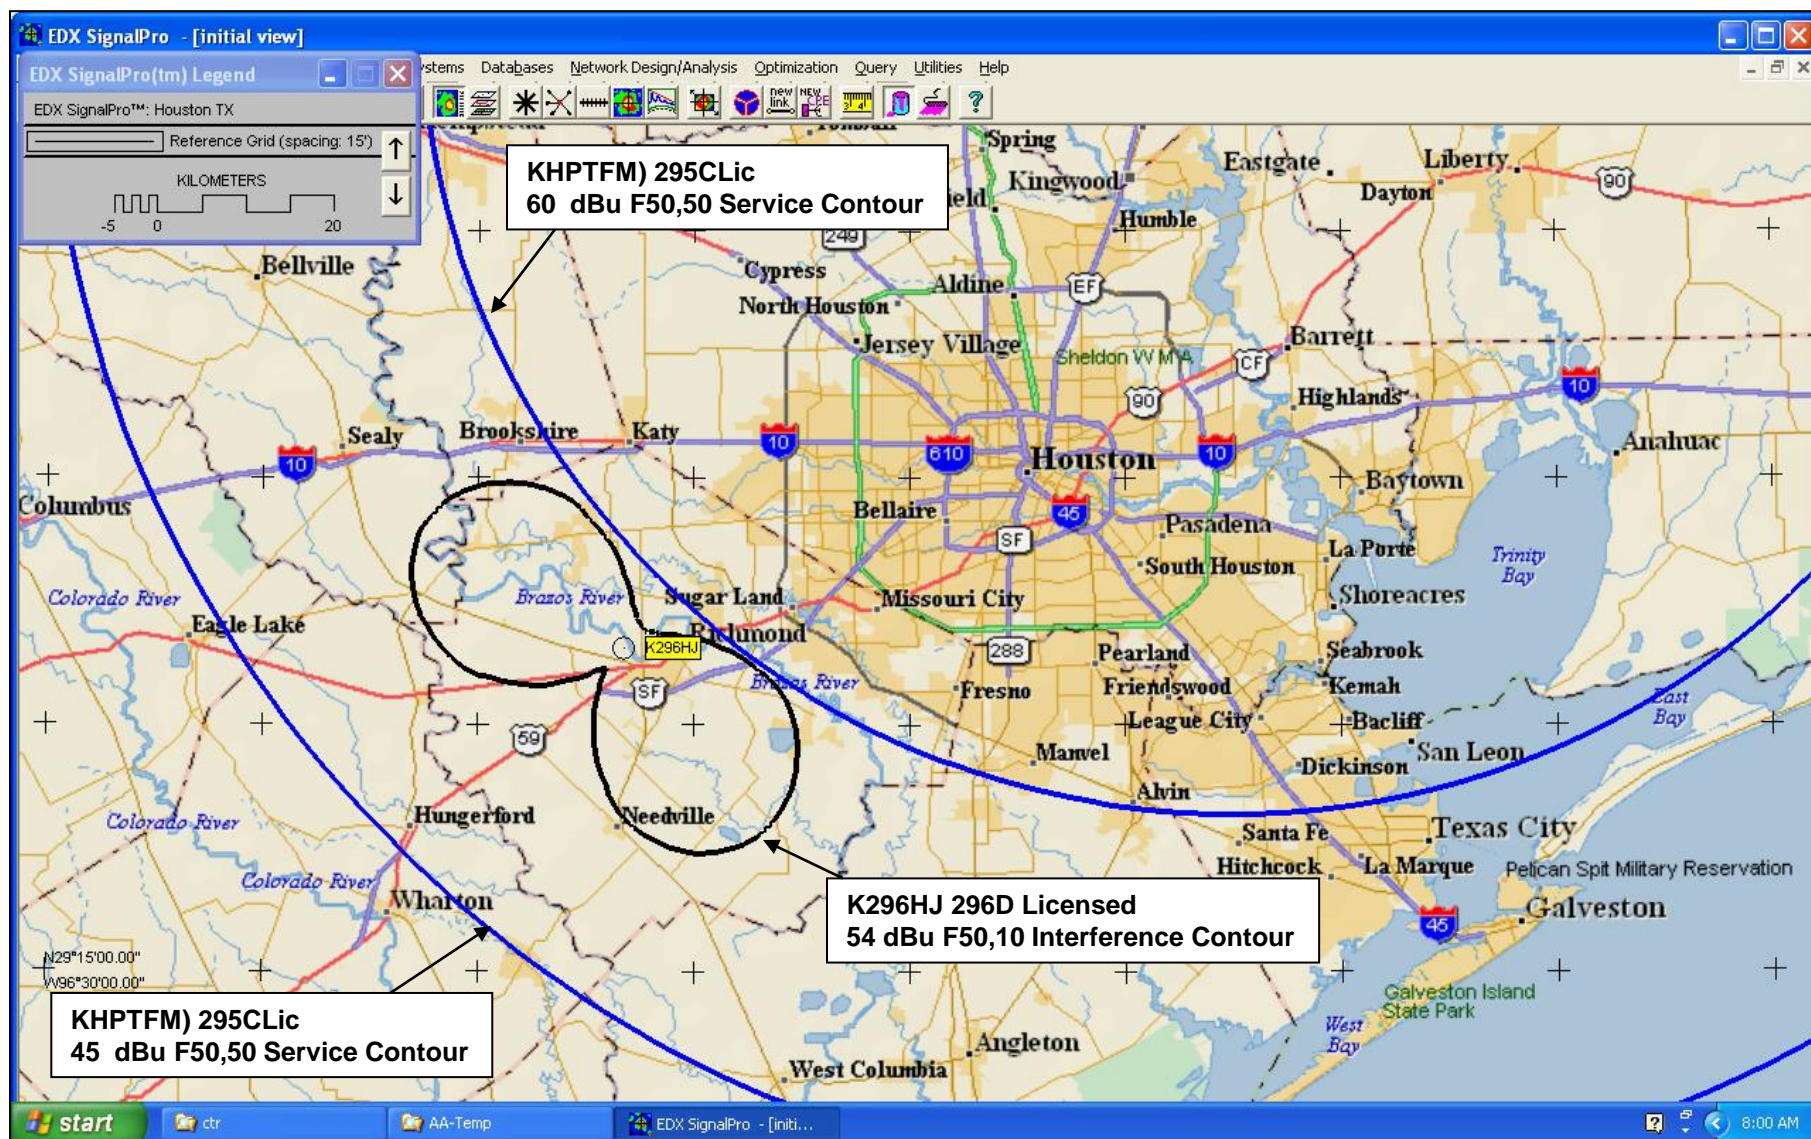 EDX SignalPro - [initial view]
EDX SignalPro(tm) Legend
EDX SignalPro™: Houston TX
Reference Grid (spacing: 15')
KILOMETERS
-5 0 20
stems Databases Network Design/Analysis Optimization Query Utilities Help
new link
NEW CPE
KHPTFM) 295CLic
60 dBu F50,50 Service Contour
Spring
Kingwood
Humble
Eastgate
Liberty
Dayton
90
249
Bellville
Cypress
North Houston
Aldine
EF
Jersey Village
Sheldon W M A
Barrett
CF
90
Highlands
10
Anahuac
Sealy
Brookshire
Katy
10
10
610
Houston
10
Baytown
Columbus
Bellaire
45
SF
Pasadena
La Porte
Trinity
Bay
South Houston
Shoreacres
Colorado River
Brazos River
Sugar Land
Missouri City
Eagle Lake
Richmond
K296HJ
288
Pearland
Seabrook
SF
Brazos River
Fresno
Friendswood
Kemah
East
Bay
League City
Bacliff
59
Manvel
San Leon
Dickinson
Alvin
Hungerford
Needville
Colorado River
Santa Fe
Texas City
Hitchcock
La Marque
Pelican Spit Military Reservation
Colorado River
Wharton
K296HJ 296D Licensed
54 dBu F50,10 Interference Contour
Galveston
45
N29°15'00.00"
W96°30'00.00"
Galveston Island
State Park
KHPTFM) 295CLic
45 dBu F50,50 Service Contour
West
Bay
Angleton
West Columbia
start
ctr
AA-Temp
EDX SignalPro - [initi...
8:00 AM